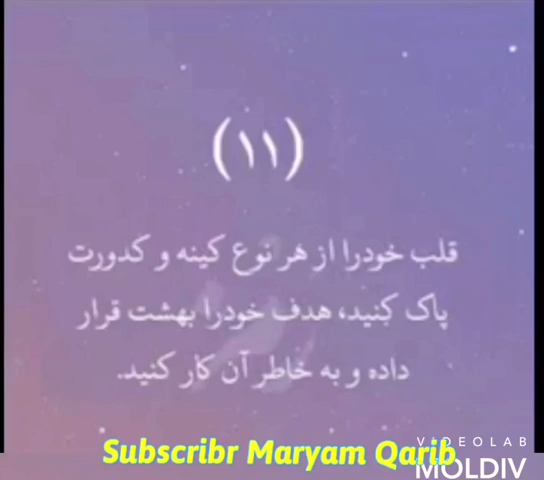 (۱۱)
قلب خودرا از هر نوع کینه و کدورت
پاک کنید، هدف خودرا بهشت قرار
داده و به خاطر آن کار کنید.
Subscribr Maryam Qarib
VIDEOLAB
MOLDIV